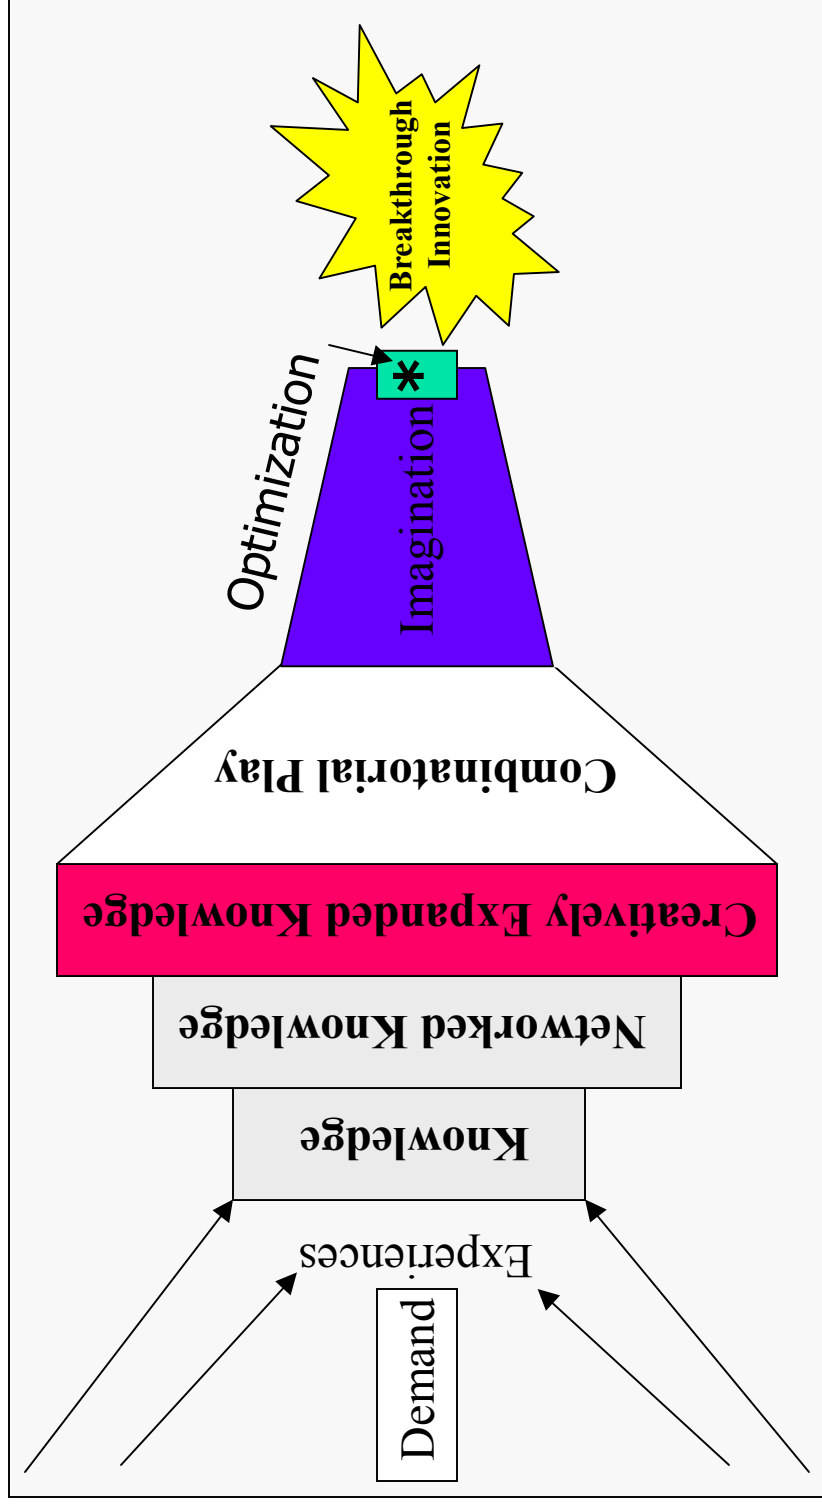 Demand
Experiences
Knowledge
Networked Knowledge
Creatively Expanded Knowledge
Combinatorial Play
Imagination
*
Optimization
Breakthrough
Innovation